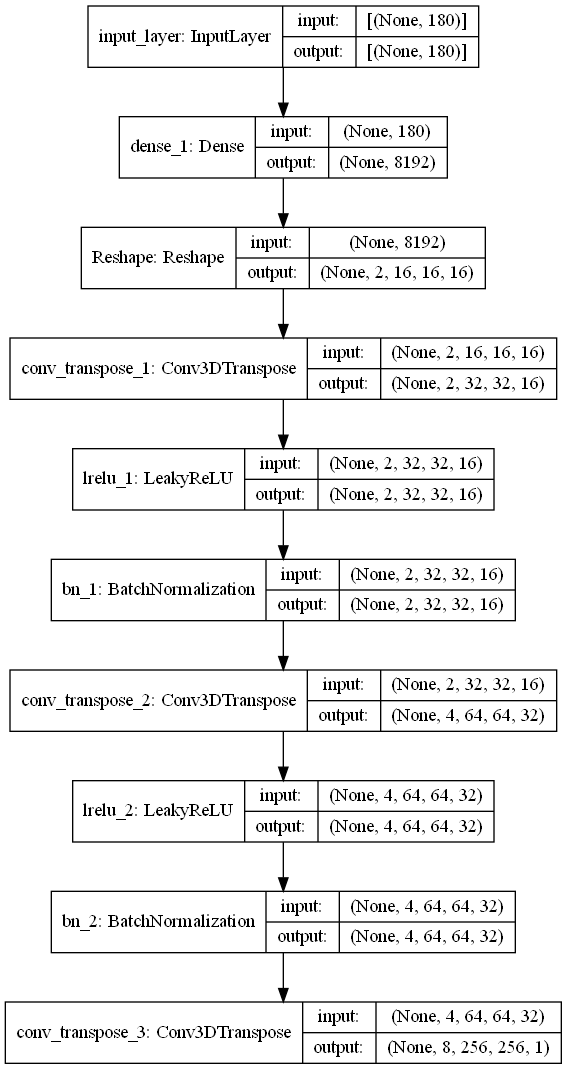 input_layer: InputLayer
input: [(None, 180)]
output: [(None, 180)]
dense_1: Dense
input: (None, 180)
output: (None, 8192)
Reshape: Reshape
input: (None, 8192)
output: (None, 2, 16, 16, 16)
conv_transpose_1: Conv3DTranspose
input: (None, 2, 16, 16, 16)
output: (None, 2, 32, 32, 16)
lrelu_1: LeakyReLU
input: (None, 2, 32, 32, 16)
output: (None, 2, 32, 32, 16)
bn_1: BatchNormalization
input: (None, 2, 32, 32, 16)
output: (None, 2, 32, 32, 16)
conv_transpose_2: Conv3DTranspose
input: (None, 2, 32, 32, 16)
output: (None, 4, 64, 64, 32)
lrelu_2: LeakyReLU
input: (None, 4, 64, 64, 32)
output: (None, 4, 64, 64, 32)
bn_2: BatchNormalization
input: (None, 4, 64, 64, 32)
output: (None, 4, 64, 64, 32)
conv_transpose_3: Conv3DTranspose
input: (None, 4, 64, 64, 32)
output: (None, 8, 256, 256, 1)